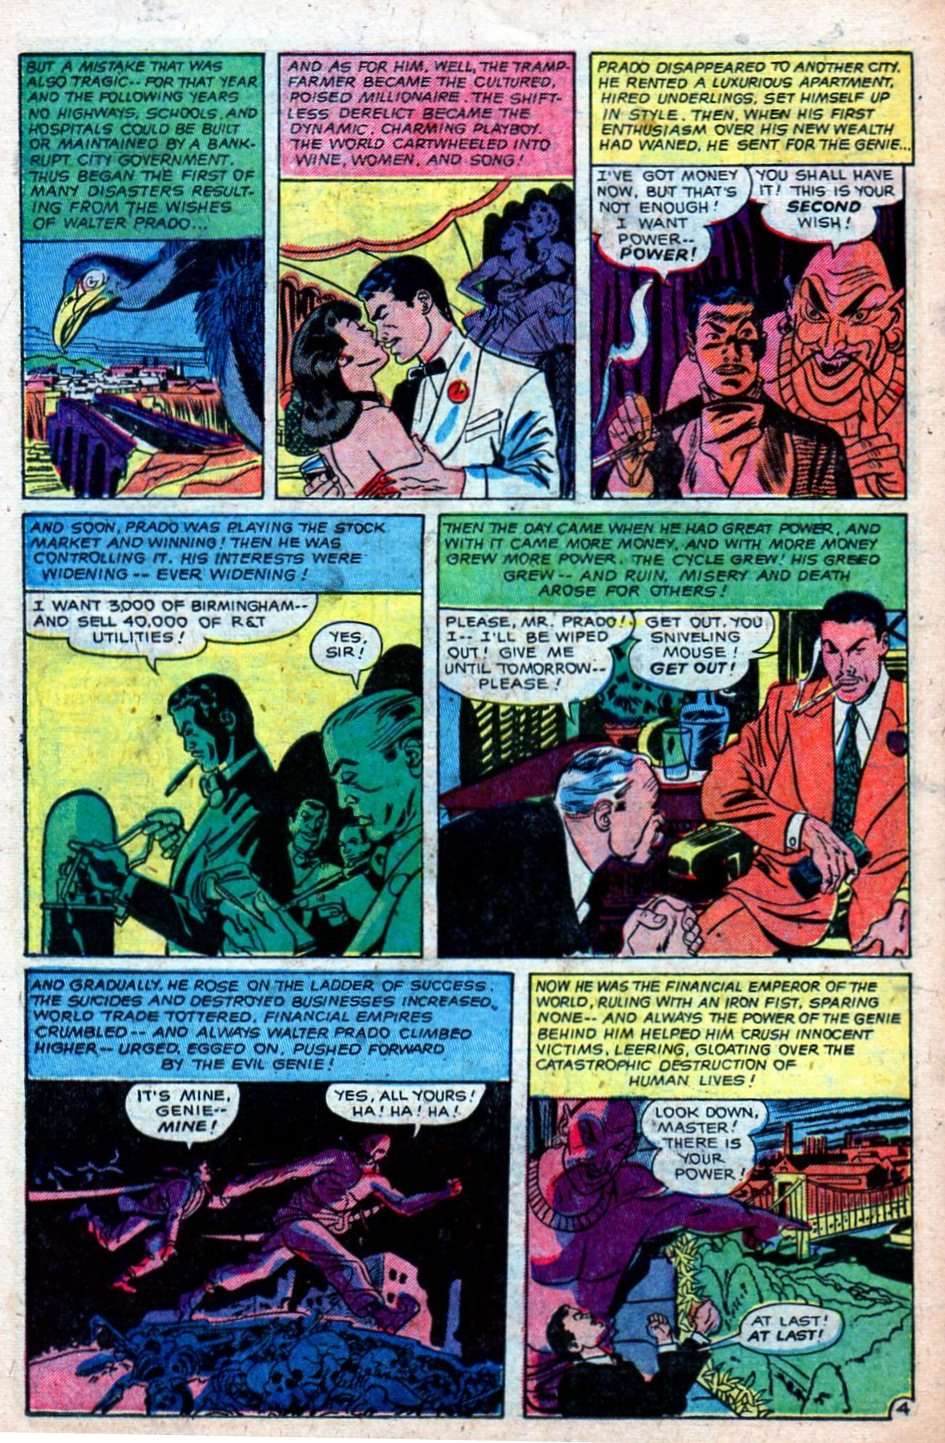 BUT A MISTAKE THAT WAS
ALSO TRAGIC-- FOR THAT YEAR
AND THE FOLLOWING YEARS
NO HIGHWAYS, SCHOOLS, AND
HOSPITALS COULD BE BUILT
OR MAINTAINED BY A BANK-
RUPT CITY GOVERNMENT.
THUS BEGAN THE FIRST OF
MANY DISASTERS RESULT-
ING FROM THE WISHES
OF WALTER PRADO...
AND AS FOR HIM, WELL, THE TRAMP-
FARMER BECAME THE CULTURED,
POISED MILLIONAIRE. THE SHIFT-
LESS DERELICT BECAME THE
DYNAMIC, CHARMING PLAYBOY.
THE WORLD CARTWHEELED INTO
WINE, WOMEN, AND SONG!
PRADO DISAPPEARED TO ANOTHER CITY.
HE RENTED A LUXURIOUS APARTMENT,
HIRED UNDERLINGS, SET HIMSELF UP
IN STYLE. THEN, WHEN HIS FIRST
ENTHUSIASM OVER HIS NEW WEALTH
HAD WANED, HE SENT FOR THE GENIE...
I'VE GOT MONEY
NOW, BUT THAT'S
NOT ENOUGH!
I WANT
POWER--
POWER!
YOU SHALL HAVE
IT! THIS IS YOUR
SECOND
WISH!
AND SOON, PRADO WAS PLAYING THE STOCK
MARKET AND WINNING! THEN HE WAS
CONTROLLING IT. HIS INTERESTS WERE
WIDENING -- EVER WIDENING!
I WANT 3,000 OF BIRMINGHAM--
AND SELL 40,000 OF R&T
UTILITIES!
YES,
SIR!
THEN THE DAY CAME WHEN HE HAD GREAT POWER, AND
WITH IT CAME MORE MONEY, AND WITH MORE MONEY
GREW MORE POWER. THE CYCLE GREW! HIS GREED
GREW-- AND RUIN, MISERY AND DEATH
AROSE FOR OTHERS!
PLEASE, MR. PRADO!
I-- I'LL BE WIPED
OUT! GIVE ME
UNTIL TOMORROW--
PLEASE!
GET OUT, YOU
SNIVELING
MOUSE!
GET OUT!
AND GRADUALLY, HE ROSE ON THE LADDER OF SUCCESS.
THE SUICIDES AND DESTROYED BUSINESSES INCREASED,
WORLD TRADE TOTTERED, FINANCIAL EMPIRES
CRUMBLED-- AND ALWAYS WALTER PRADO CLIMBED
HIGHER-- URGED, EGGED ON, PUSHED FORWARD
BY THE EVIL GENIE!
IT'S MINE,
GENIE--
MINE!
YES, ALL YOURS!
HA! HA! HA!
NOW HE WAS THE FINANCIAL EMPEROR OF THE
WORLD, RULING WITH AN IRON FIST, SPARING
NONE-- AND ALWAYS THE POWER OF THE GENIE
BEHIND HIM HELPED HIM CRUSH INNOCENT
VICTIMS, LEERING, GLOATING OVER THE
CATASTROPHIC DESTRUCTION OF
HUMAN LIVES!
LOOK DOWN,
MASTER!
THERE IS
YOUR
POWER!
AT LAST!
AT LAST!
4